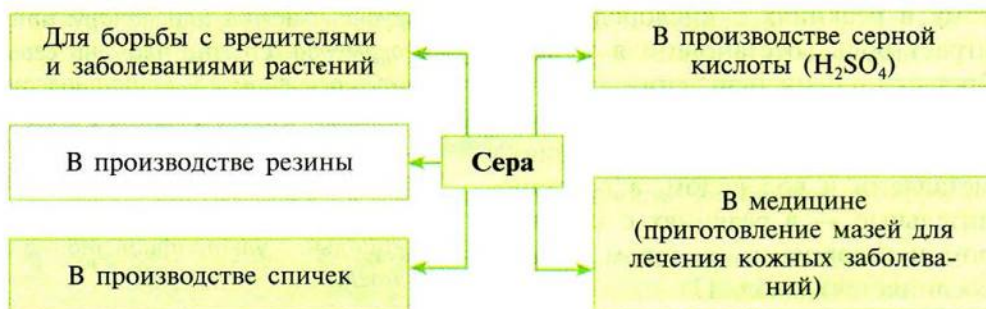 Для борьбы с вредителями
и заболеваниями растений
В производстве серной
кислоты (H₂SO₄)
В производстве резины
Сера
В производстве спичек
В медицине
(приготовление мазей для
лечения кожных заболева-
ний)